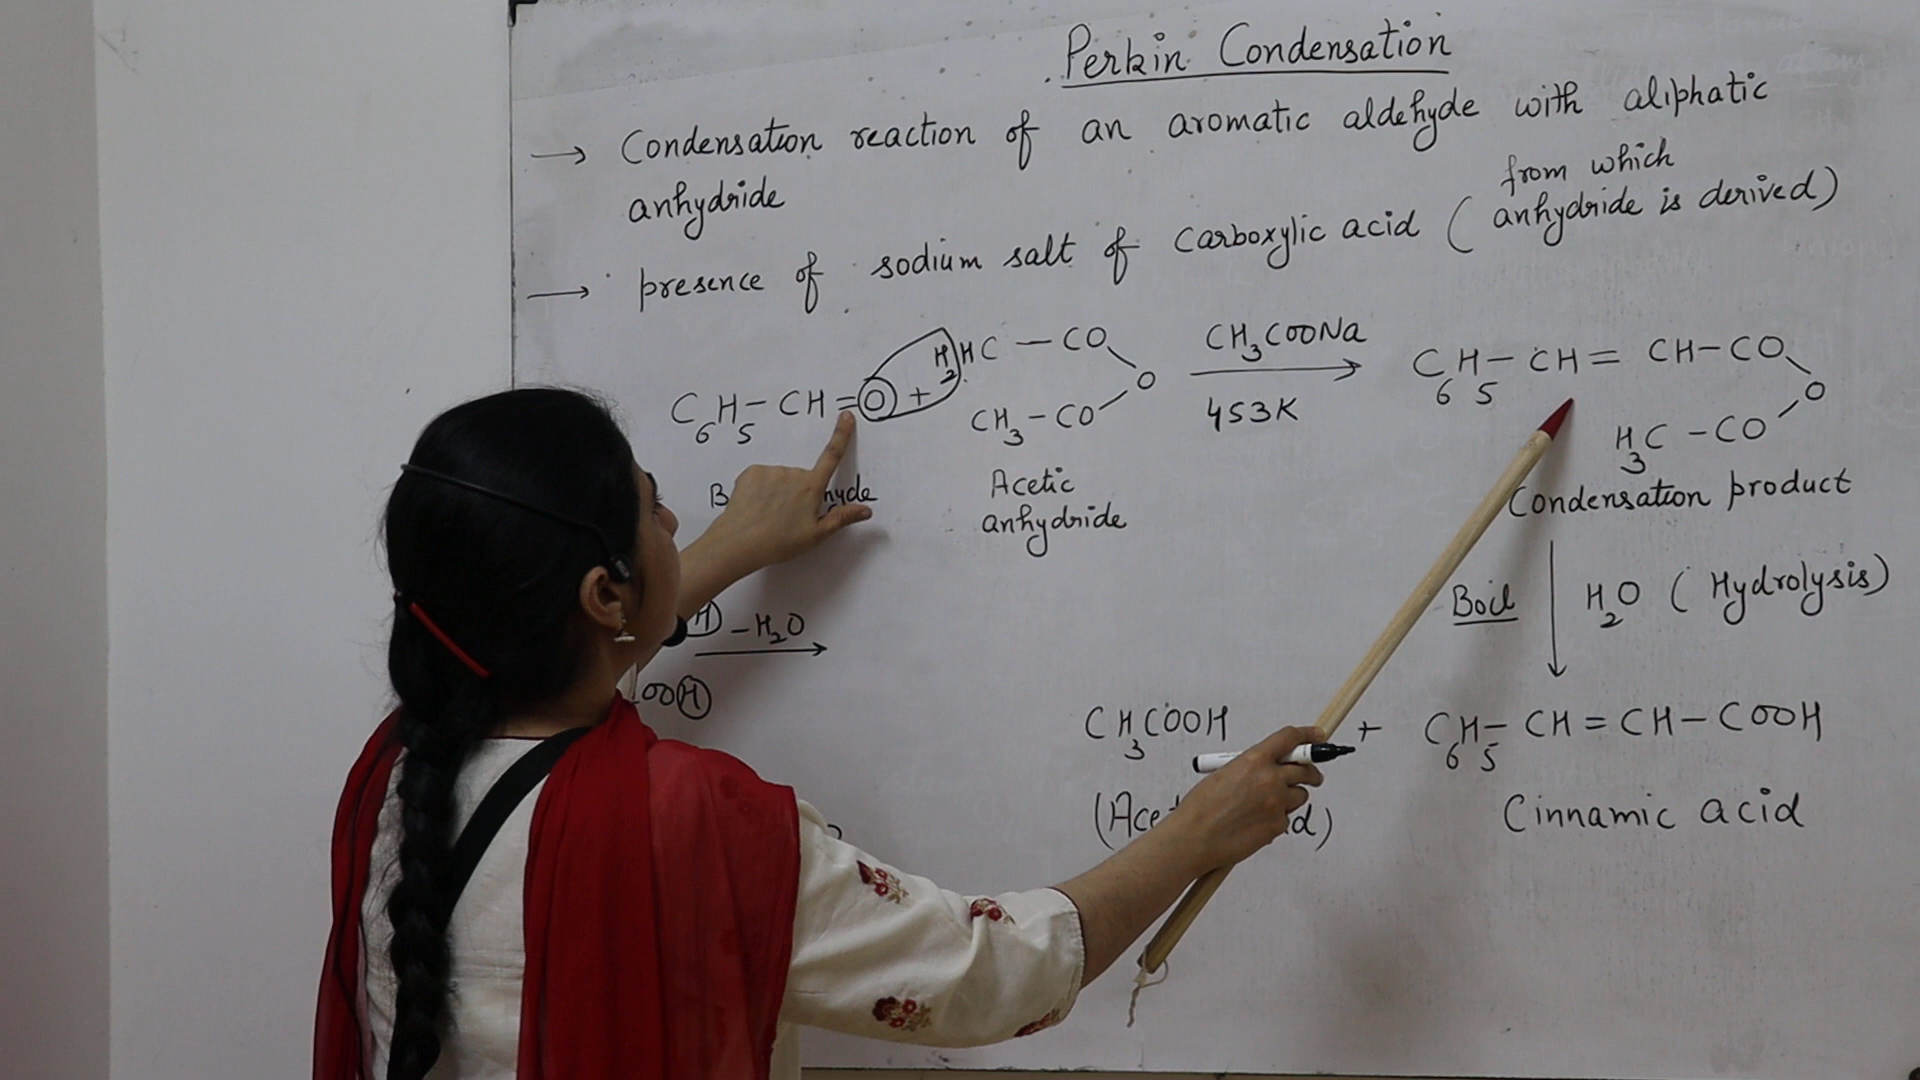 Perkin Condensation
→ Condensation reaction of an aromatic aldehyde with aliphatic
anhydride
→ presence of sodium salt of carboxylic acid ( from which
anhydride is derived)
C6H5-CH=O + H2HC-CO
O
CH3-CO
CH3COONa
453K
C6H5-CH=CH-CO
O
H3C-CO
Acetic
anhydride
Condensation product
Boil H2O ( Hydrolysis)
H -H2O
OOH
CH3COOH + C6H5-CH=CH-COOH
Cinnamic acid